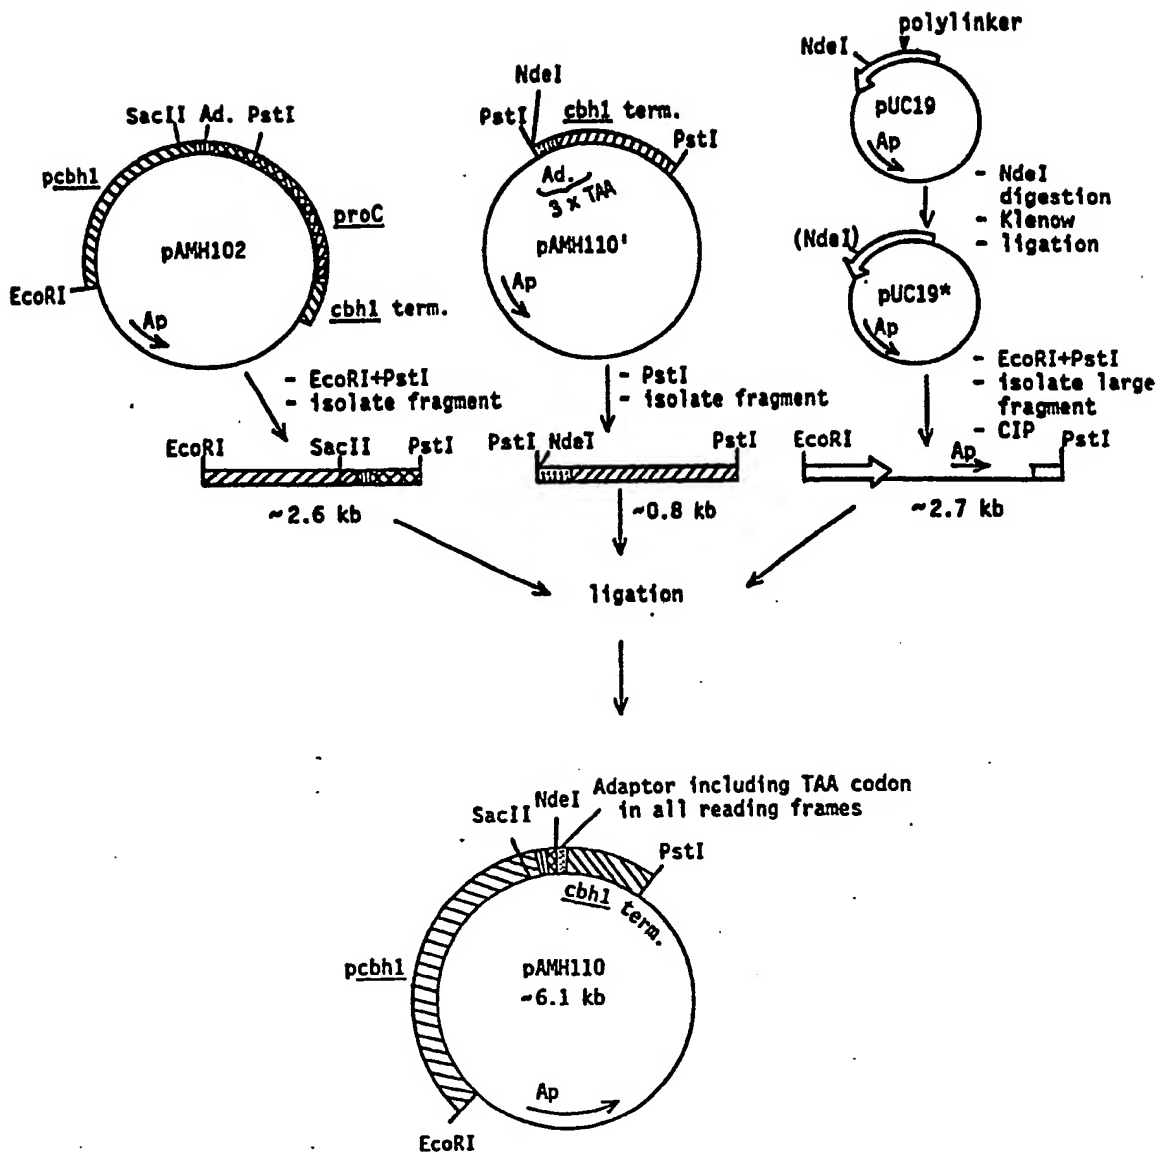 polylinker
NdeI
pUC19
Ap
- NdeI
digestion
- Klenow
- ligation
(NdeI)
pUC19*
Ap
- EcoRI+PstI
- isolate large
fragment
- CIP
SacII Ad. PstI
pcbh1
proC
pAMH102
EcoRI
Ap
cbh1 term.
- EcoRI+PstI
- isolate fragment
NdeI
PstI
cbh1 term.
PstI
Ad.
3 x TAA
pAMH110'
Ap
- PstI
- isolate fragment
EcoRI SacII PstI
~2.6 kb
PstI NdeI PstI
~0.8 kb
EcoRI Ap PstI
~2.7 kb
ligation
Adaptor including TAA codon
in all reading frames
SacII NdeI
PstI
cbh1 term.
pcbh1
pAMH110
~6.1 kb
Ap
EcoRI